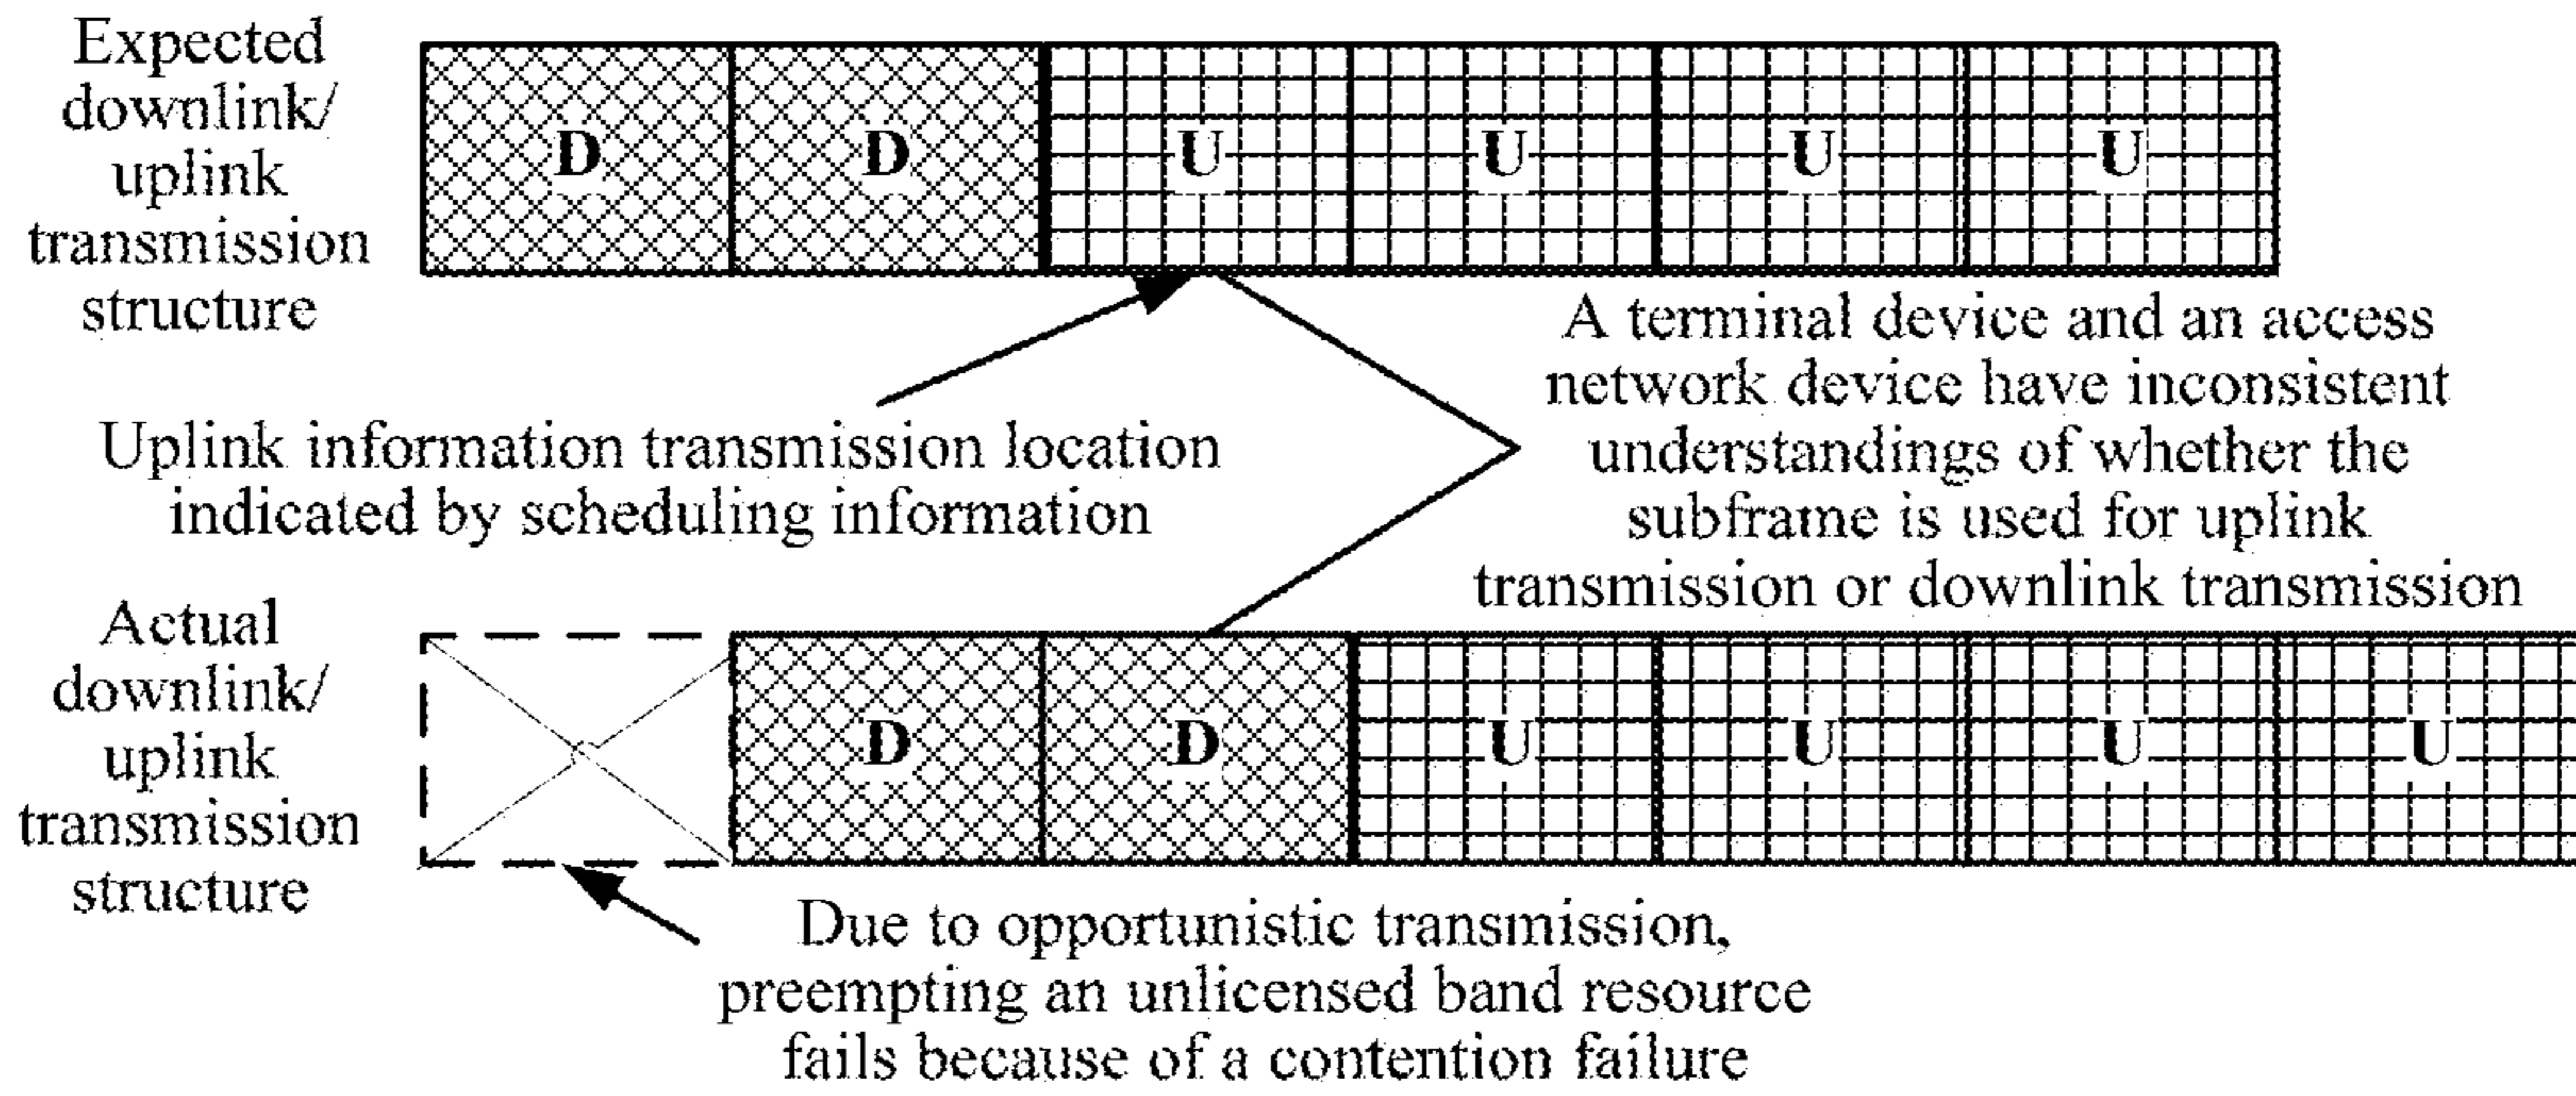 Expected
downlink/
uplink
transmission
structure
D D U U U U
Uplink information transmission location
indicated by scheduling information
A terminal device and an access
network device have inconsistent
understandings of whether the
subframe is used for uplink
transmission or downlink transmission
Actual
downlink/
uplink
transmission
structure
D D U U U U
Due to opportunistic transmission,
preempting an unlicensed band resource
fails because of a contention failure